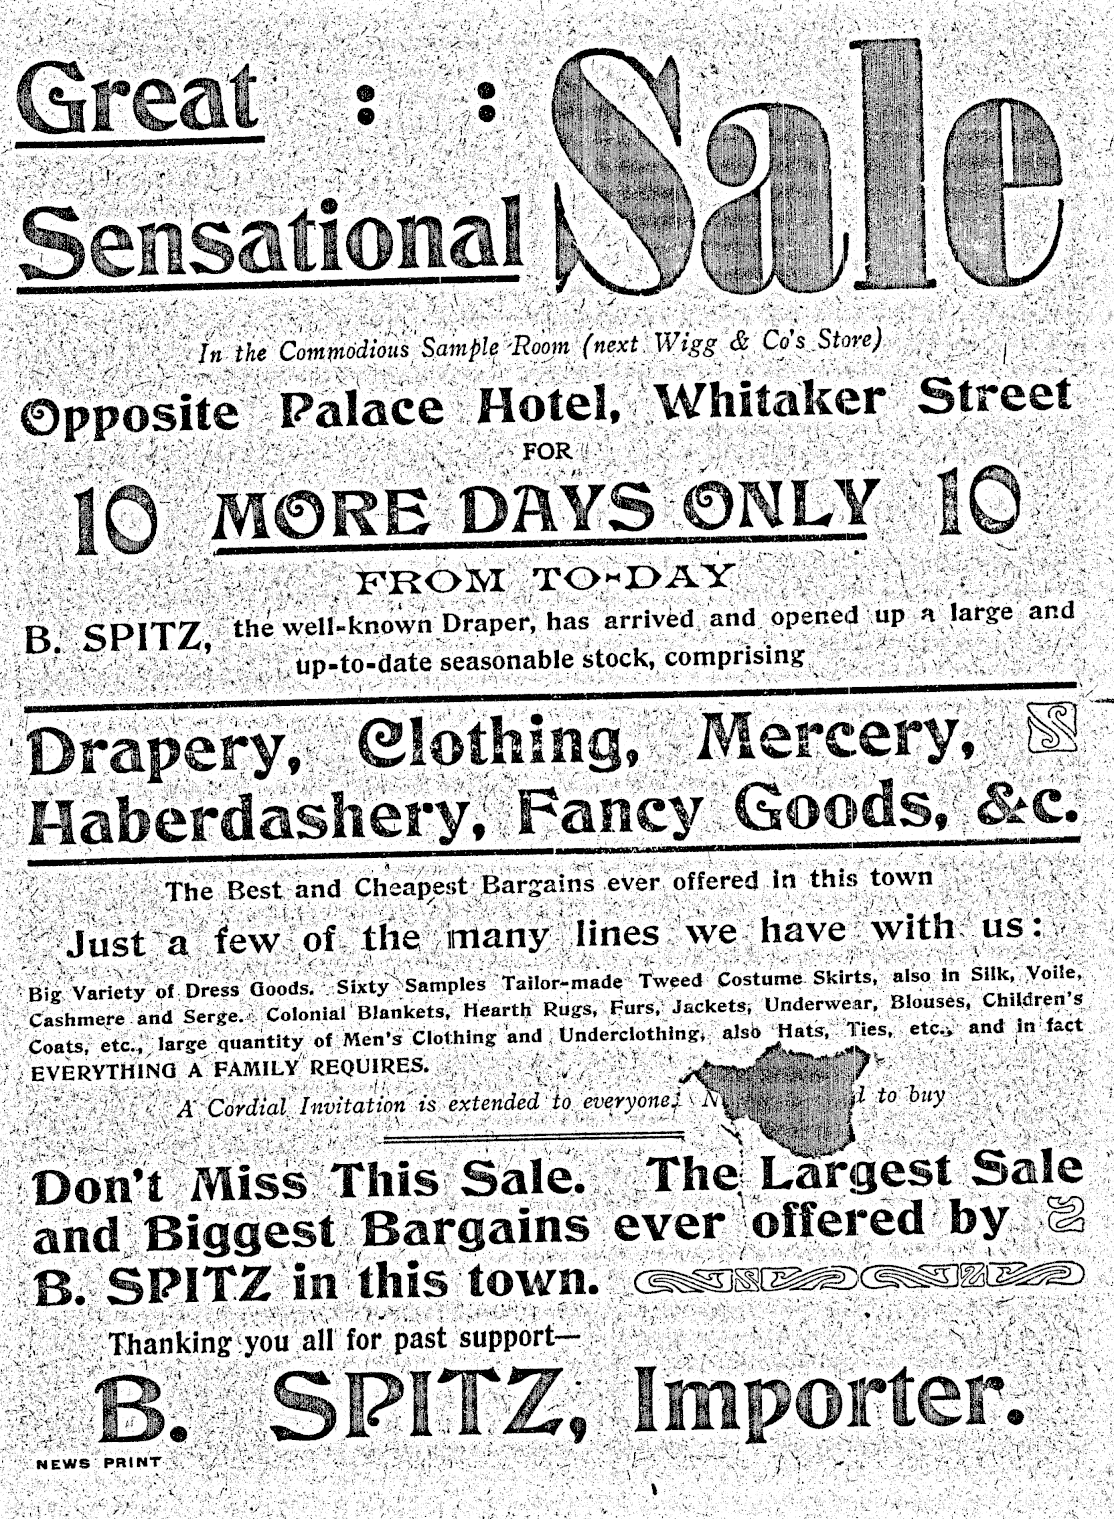 Great : : Sale
Sensational
In the Commodious Sample Room (next Wigg & Co's Store)
Opposite Palace Hotel, Whitaker Street
FOR
10 MORE DAYS ONLY 10
FROM TO-DAY
B. SPITZ, the well-known Draper, has arrived and opened up a large and
up-to-date seasonable stock, comprising
Drapery, Clothing, Mercery,
Haberdashery, Fancy Goods, &c.
The Best and Cheapest Bargains ever offered in this town
Just a few of the many lines we have with us:
Big Variety of Dress Goods. Sixty Samples Tailor-made Tweed Costume Skirts, also in Silk, Voile,
Cashmere and Serge. Colonial Blankets, Hearth Rugs, Furs, Jackets, Underwear, Blouses, Children's
Coats, etc., large quantity of Men's Clothing and Underclothing, also Hats, Ties, etc., and in fact
EVERYTHING A FAMILY REQUIRES.
A Cordial Invitation is extended to everyone. to buy
Don't Miss This Sale. The Largest Sale
and Biggest Bargains ever offered by
B. SPITZ in this town.
Thanking you all for past support—
B. SPITZ, Importer.
NEWS PRINT